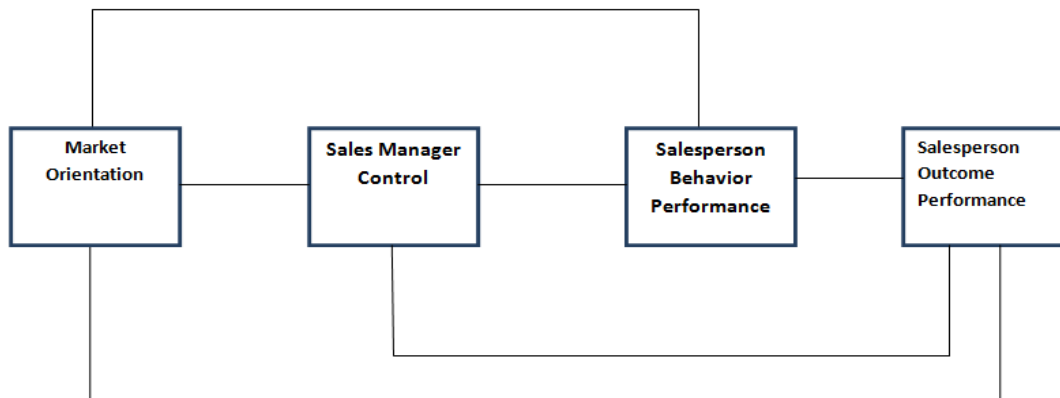 Market
Orientation
Sales Manager
Control
Salesperson
Behavior
Performance
Salesperson
Outcome
Performance